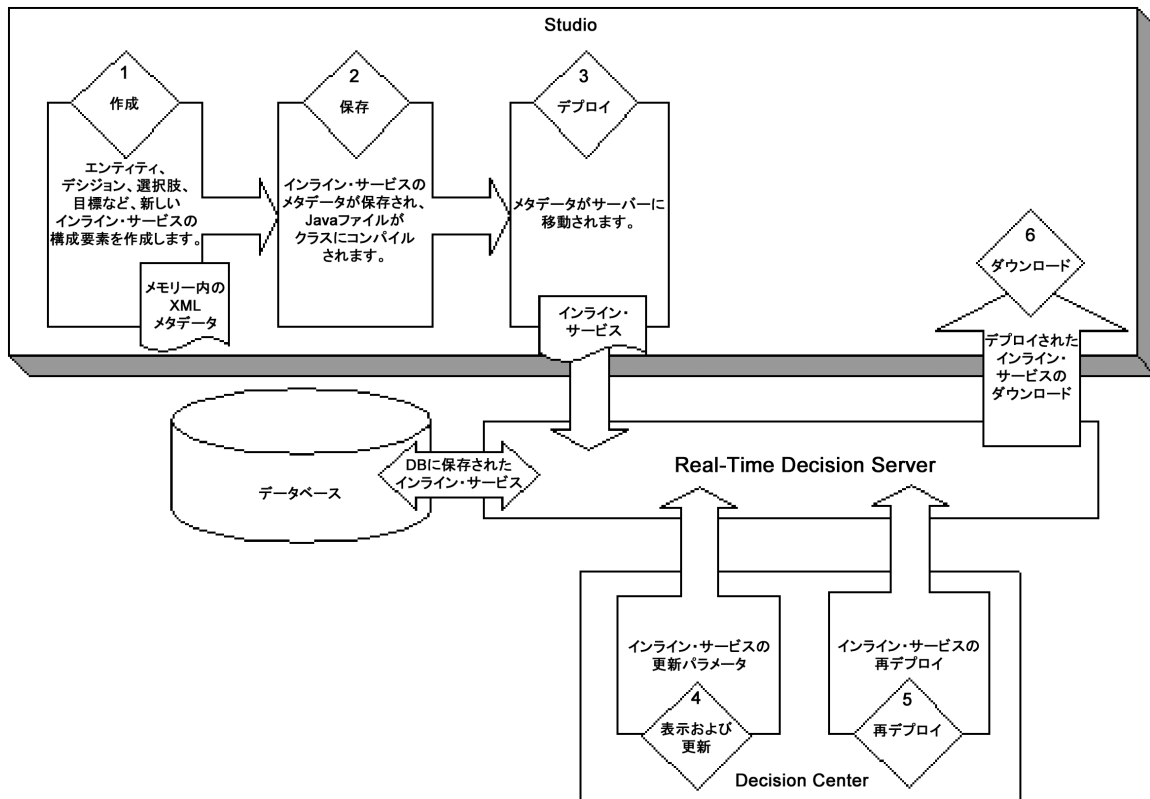 Studio
1
作成
エンティティ、
デシジョン、選択肢、
目標など、新しい
インライン・サービスの
構成要素を作成します。
メモリー内の
XML
メタデータ
2
保存
インライン・サービスの
メタデータが保存され、
Javaファイルが
クラスにコンパイル
されます。
3
デプロイ
メタデータがサーバーに
移動されます。
インライン・
サービス
6
ダウンロード
デプロイされた
インライン・
サービスの
ダウンロード
データベース
DBに保存された
インライン・サービス
Real-Time Decision Server
インライン・サービスの
更新パラメータ
4
表示および
更新
インライン・サービスの
再デプロイ
5
再デプロイ
Decision Center